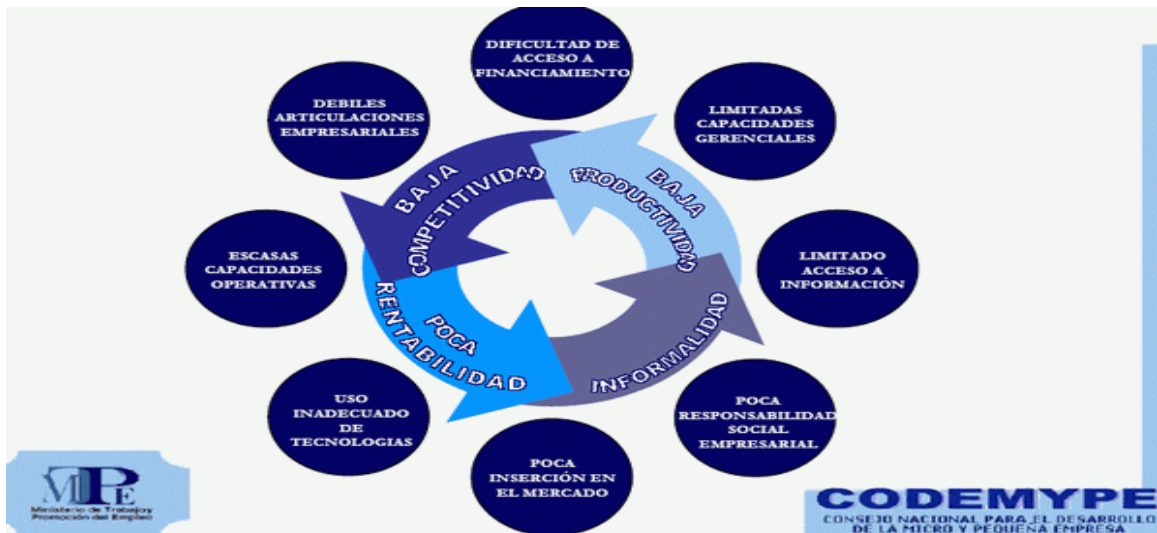 DIFICULTAD DE
ACCESO A
FINANCIAMIENTO
LIMITADAS
CAPACIDADES
GERENCIALES
LIMITADO
ACCESO A
INFORMACIÓN
POCA
RESPONSABILIDAD
SOCIAL
EMPRESARIAL
POCA
INSERCIÓN EN
EL MERCADO
USO
INADECUADO
DE
TECNOLOGIAS
ESCASAS
CAPACIDADES
OPERATIVAS
DEBILES
ARTICULACIONES
EMPRESARIALES
BAJA
COMPETITIVIDAD
BAJA
PRODUCTIVIDAD
INFORMALIDAD
POCA
RENTABILIDAD
MTPE
Ministerio de Trabajo y
Promoción del Empleo
CODEMYPE
CONSEJO NACIONAL PARA EL DESARROLLO
DE LA MICRO Y PEQUEÑA EMPRESA